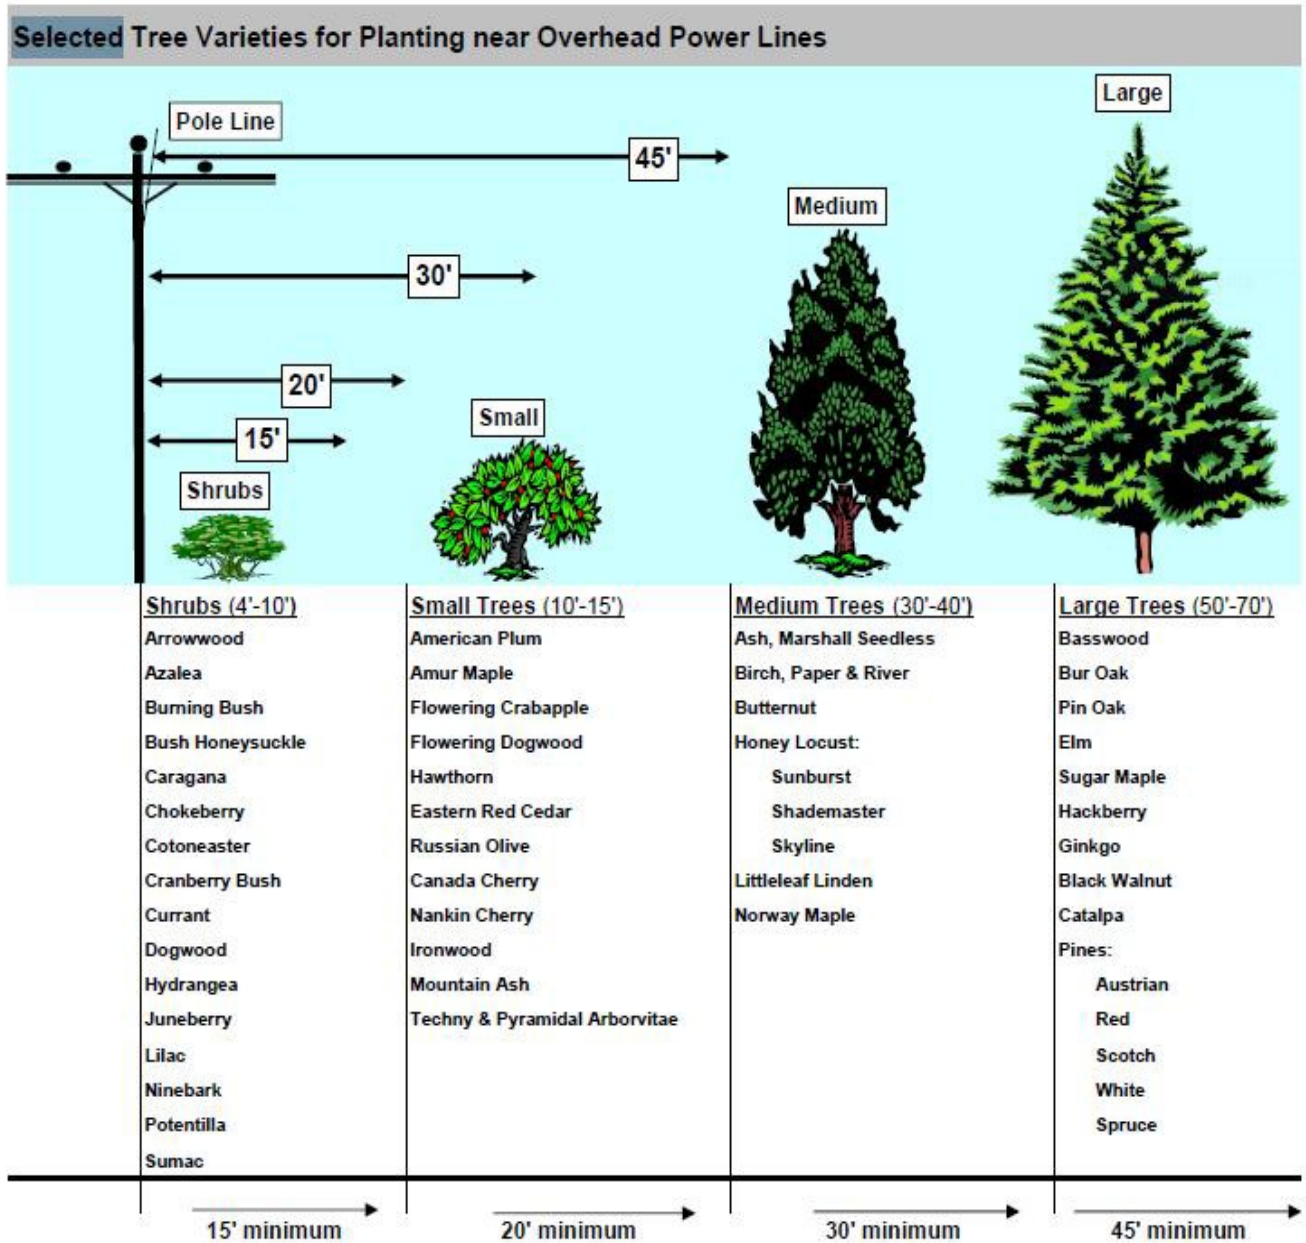 Selected Tree Varieties for Planting near Overhead Power Lines
Large
Pole Line
45'
Medium
30'
20'
Small
15'
Shrubs
Shrubs (4'-10')
Arrowwood
Azalea
Burning Bush
Bush Honeysuckle
Caragana
Chokeberry
Cotoneaster
Cranberry Bush
Currant
Dogwood
Hydrangea
Juneberry
Lilac
Ninebark
Potentilla
Sumac
15' minimum
Small Trees (10'-15')
American Plum
Amur Maple
Flowering Crabapple
Flowering Dogwood
Hawthorn
Eastern Red Cedar
Russian Olive
Canada Cherry
Nankin Cherry
Ironwood
Mountain Ash
Techny & Pyramidal Arborvitae
20' minimum
Medium Trees (30'-40')
Ash, Marshall Seedless
Birch, Paper & River
Butternut
Honey Locust:
Sunburst
Shademaster
Skyline
Littleleaf Linden
Norway Maple
30' minimum
Large Trees (50'-70')
Basswood
Bur Oak
Pin Oak
Elm
Sugar Maple
Hackberry
Ginkgo
Black Walnut
Catalpa
Pines:
Austrian
Red
Scotch
White
Spruce
45' minimum